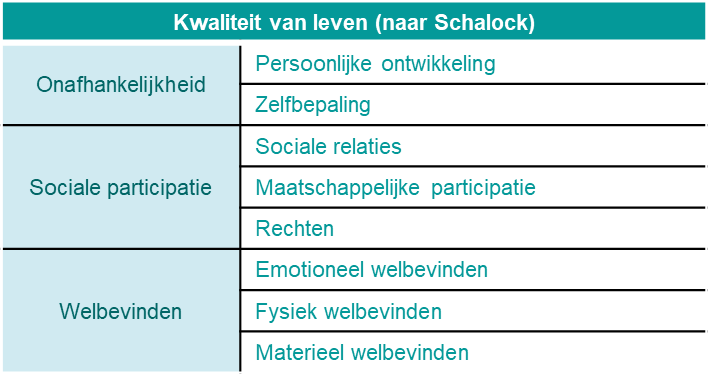 Kwaliteit van leven (naar Schalock)
Onafhankelijkheid
Persoonlijke ontwikkeling
Zelfbepaling
Sociale participatie
Sociale relaties
Maatschappelijke participatie
Rechten
Welbevinden
Emotioneel welbevinden
Fysiek welbevinden
Materieel welbevinden